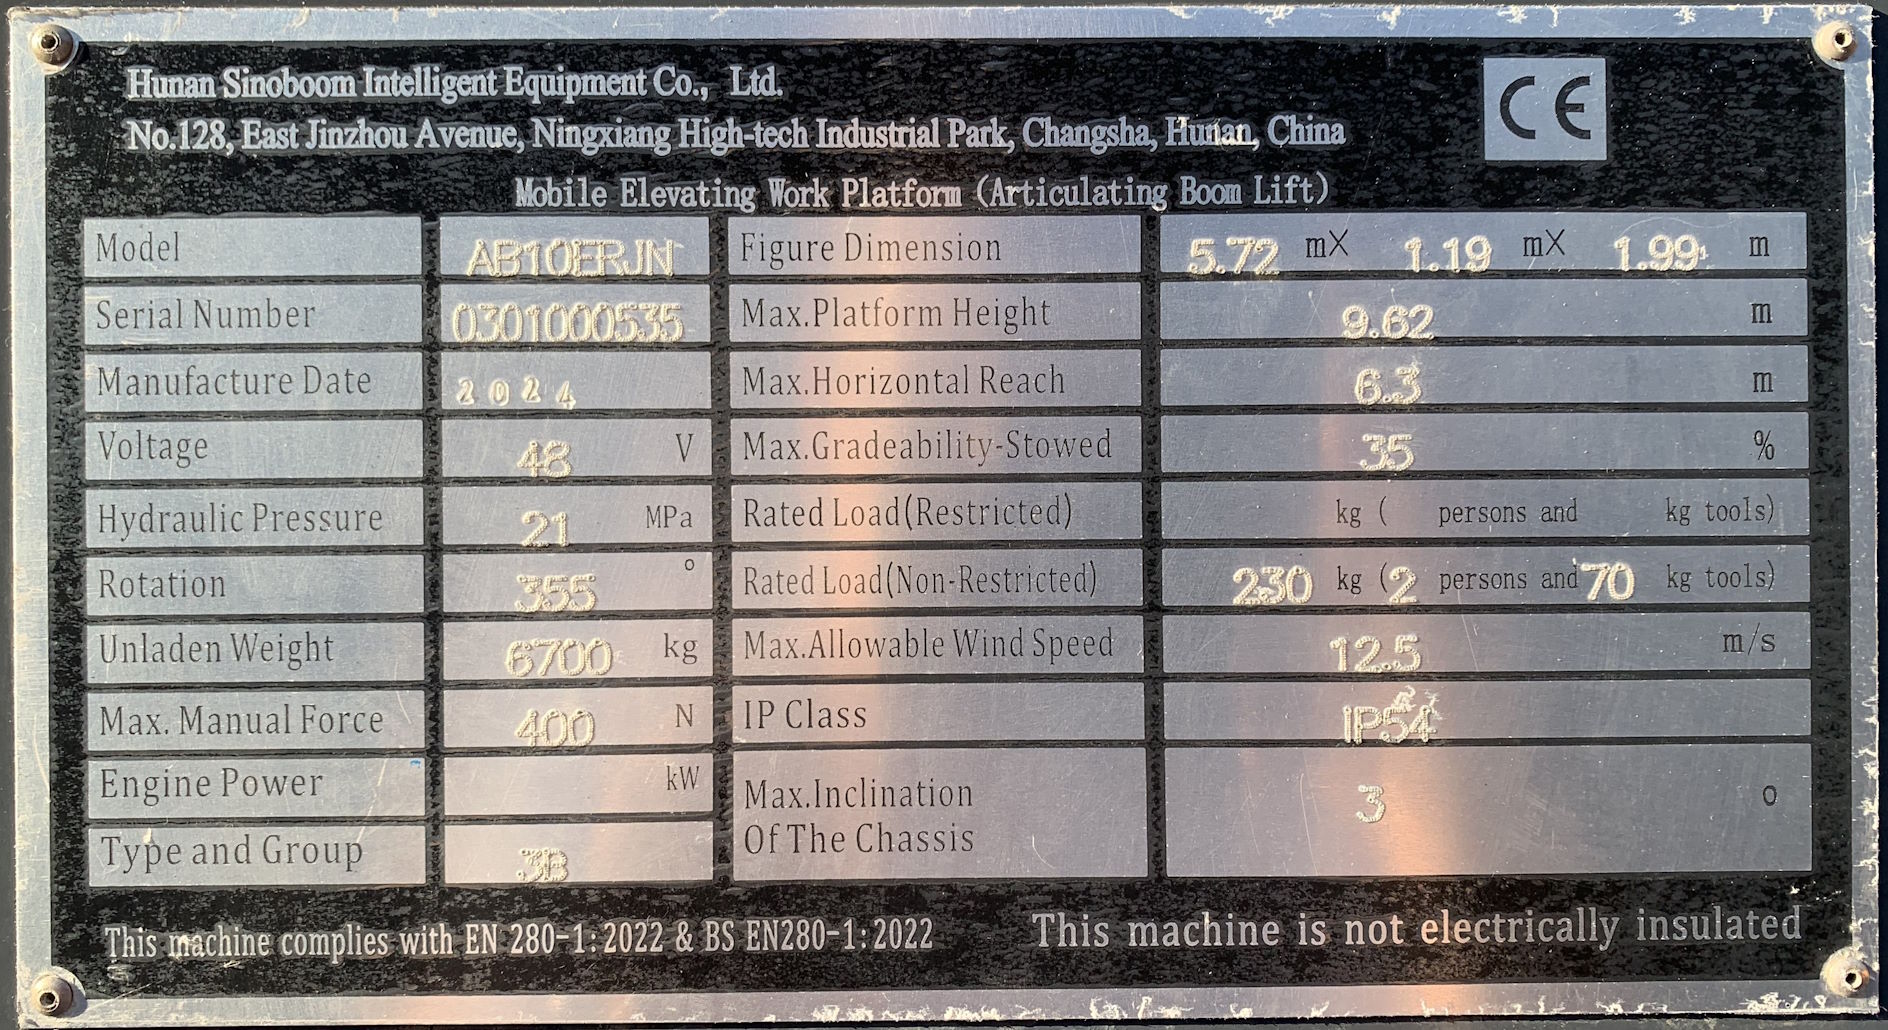 Hunan Sinoboom Intelligent Equipment Co., Ltd.
No.128, East Jinzhou Avenue, Ningxiang High-tech Industrial Park, Changsha, Hunan, China
CE
Mobile Elevating Work Platform (Articulating Boom Lift)
Model AB10ERJN Figure Dimension 5.72 mX 1.19 mX 1.99 m
Serial Number 0301000535 Max.Platform Height 9.62 m
Manufacture Date 2024 Max.Horizontal Reach 6.3 m
Voltage 48 V Max.Gradeability-Stowed 35 %
Hydraulic Pressure 21 MPa Rated Load(Restricted) kg ( persons and kg tools)
Rotation 355 ° Rated Load(Non-Restricted) 230 kg (2 persons and 70 kg tools)
Unladen Weight 6700 kg Max.Allowable Wind Speed 12.5 m/s
Max. Manual Force 400 N IP Class IP54
Engine Power kW Max.Inclination
Of The Chassis 3 °
Type and Group 3B
This machine complies with EN 280-1:2022 & BS EN280-1:2022 This machine is not electrically insulated